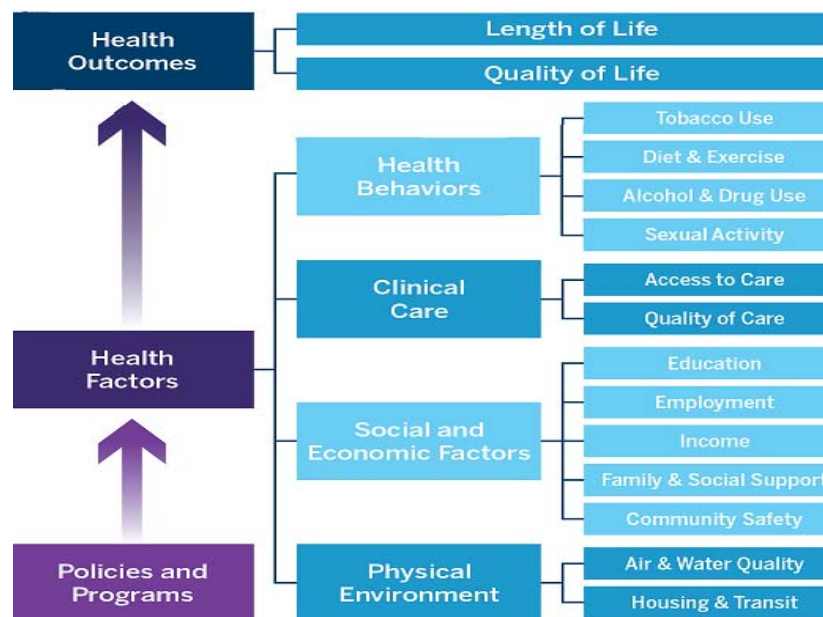 Health
Outcomes
Length of Life
Quality of Life
Health
Behaviors
Tobacco Use
Diet & Exercise
Alcohol & Drug Use
Sexual Activity
Clinical
Care
Access to Care
Quality of Care
Health
Factors
Social and
Economic Factors
Education
Employment
Income
Family & Social Support
Community Safety
Policies and
Programs
Physical
Environment
Air & Water Quality
Housing & Transit